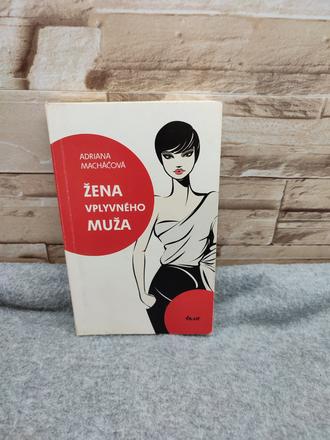 ADRIANA
MACHÁČOVÁ
ŽENA
VPLYVNÉHO
MUŽA
ikar